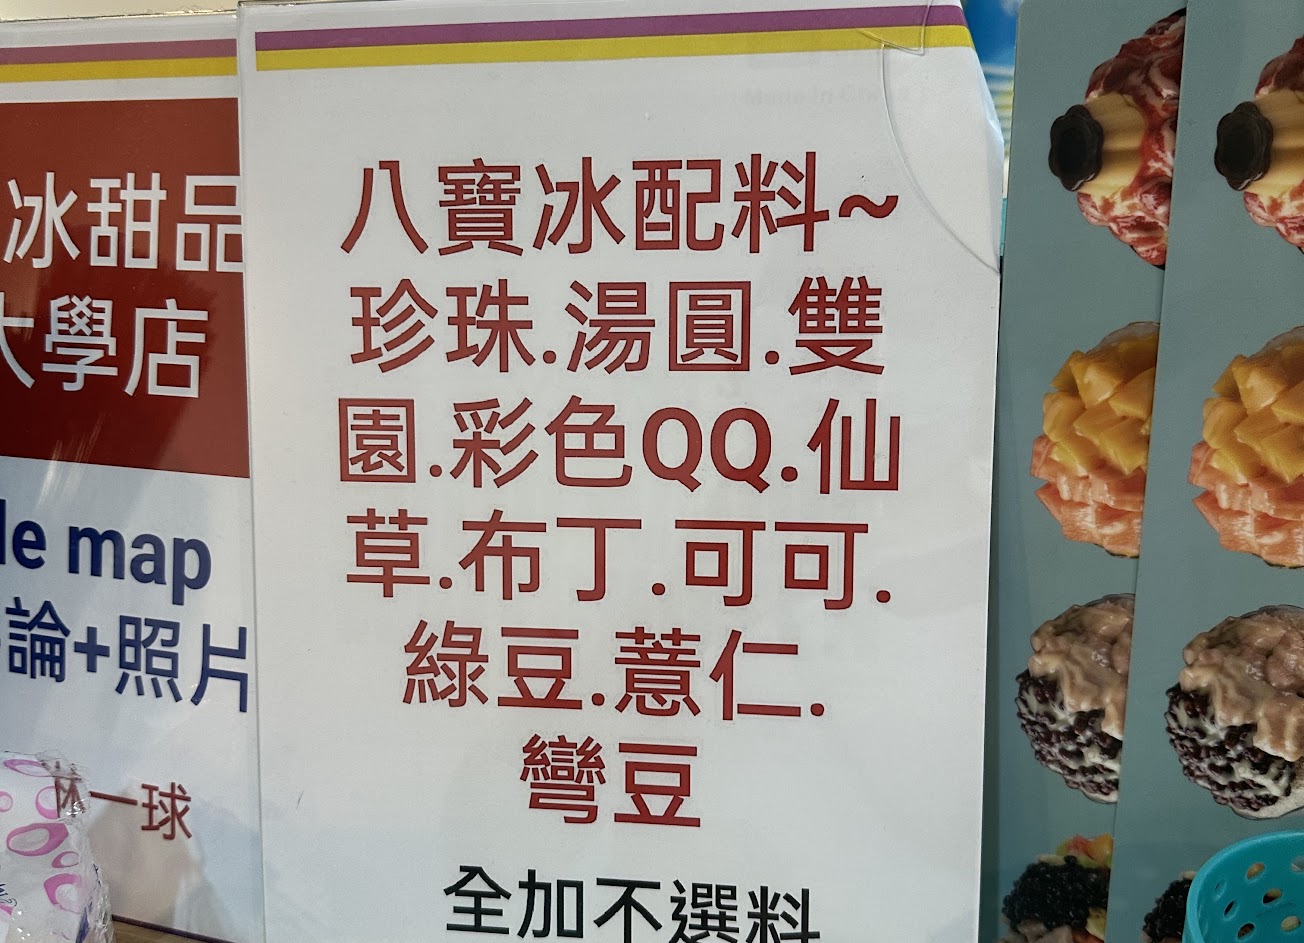 冰甜品
大學店
le map
論+照片
一球
八寶冰配料~
珍珠.湯圓.雙
園.彩色QQ.仙
草.布丁.可可.
綠豆.薏仁.
彎豆
全加不選料